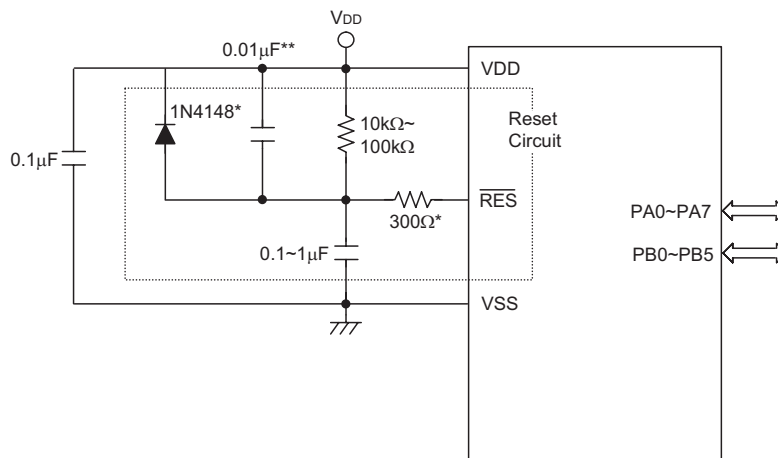 VDD
0.01μF**
VDD
1N4148*
10kΩ~
100kΩ
Reset
Circuit
0.1μF
RES
300Ω*
PA0~PA7
0.1~1μF
PB0~PB5
VSS